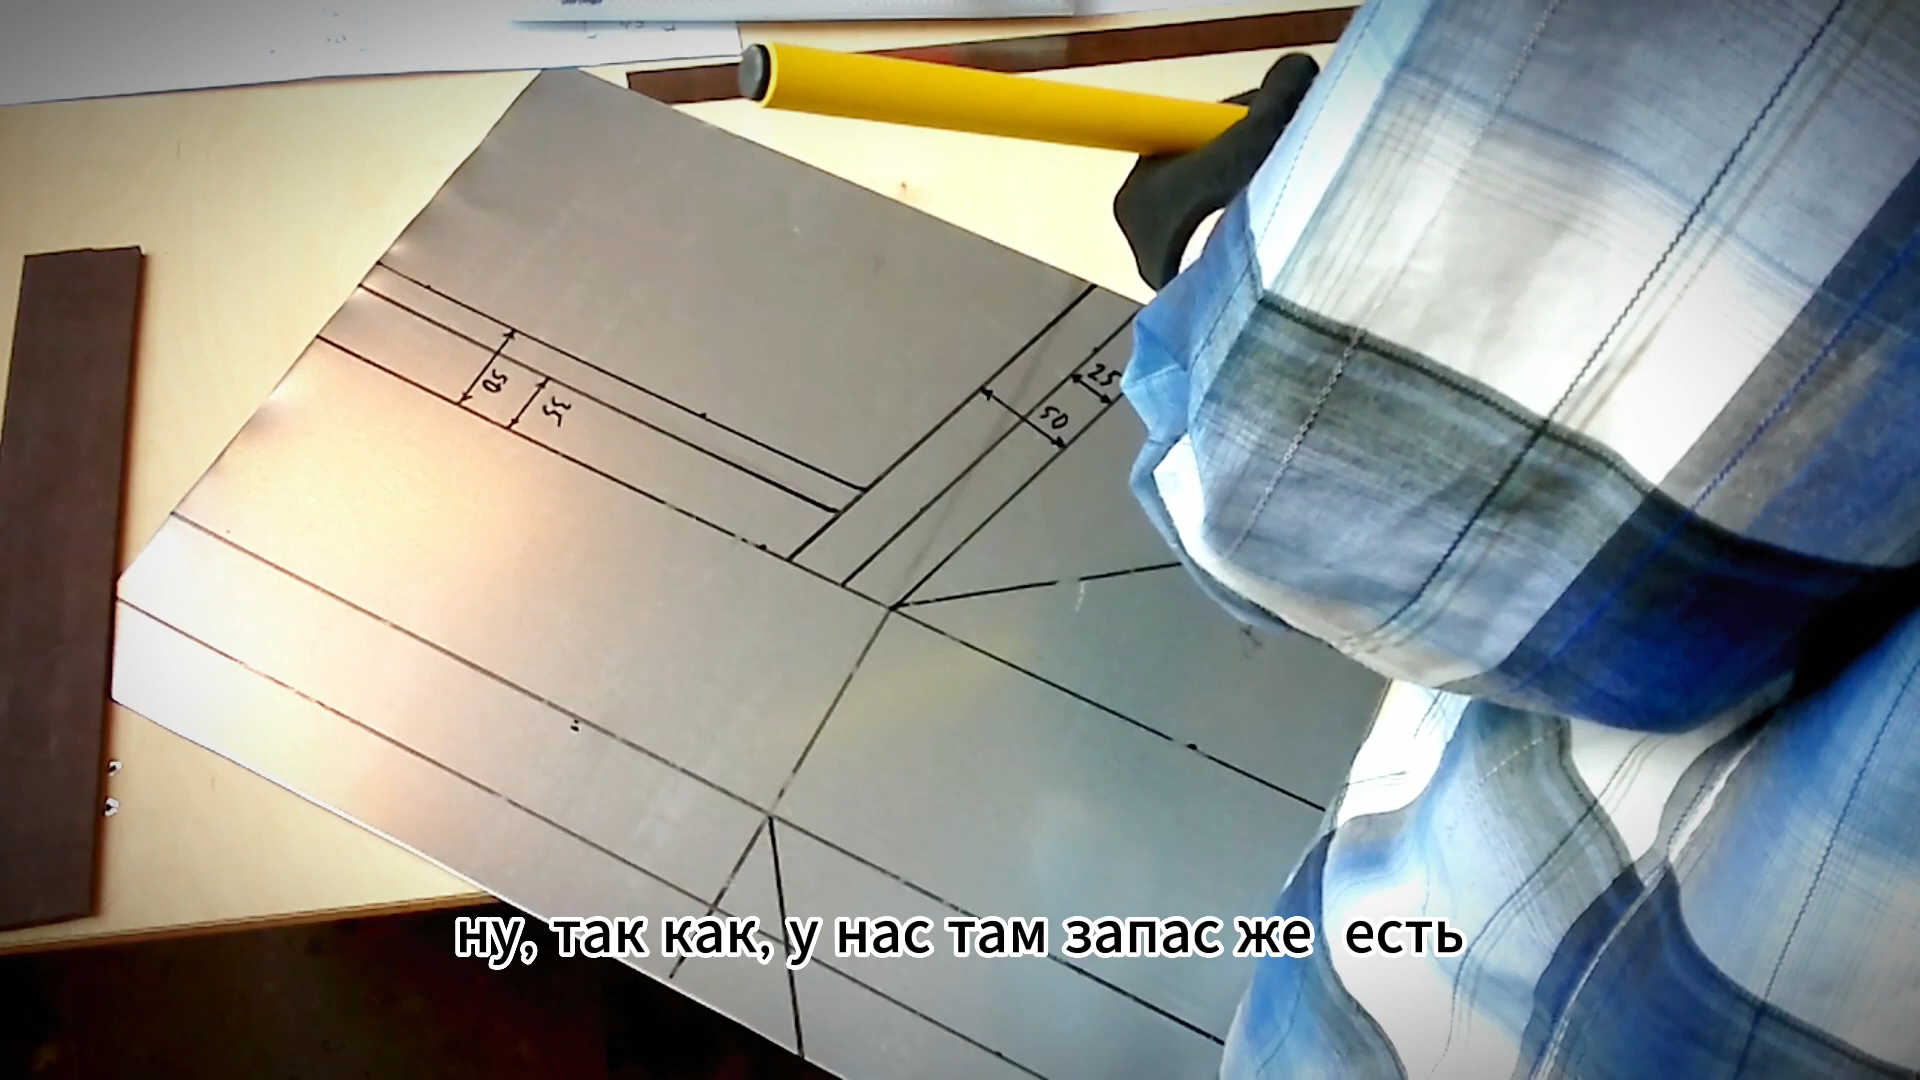 50
35
25
50
ну, так как, у нас там запас же есть